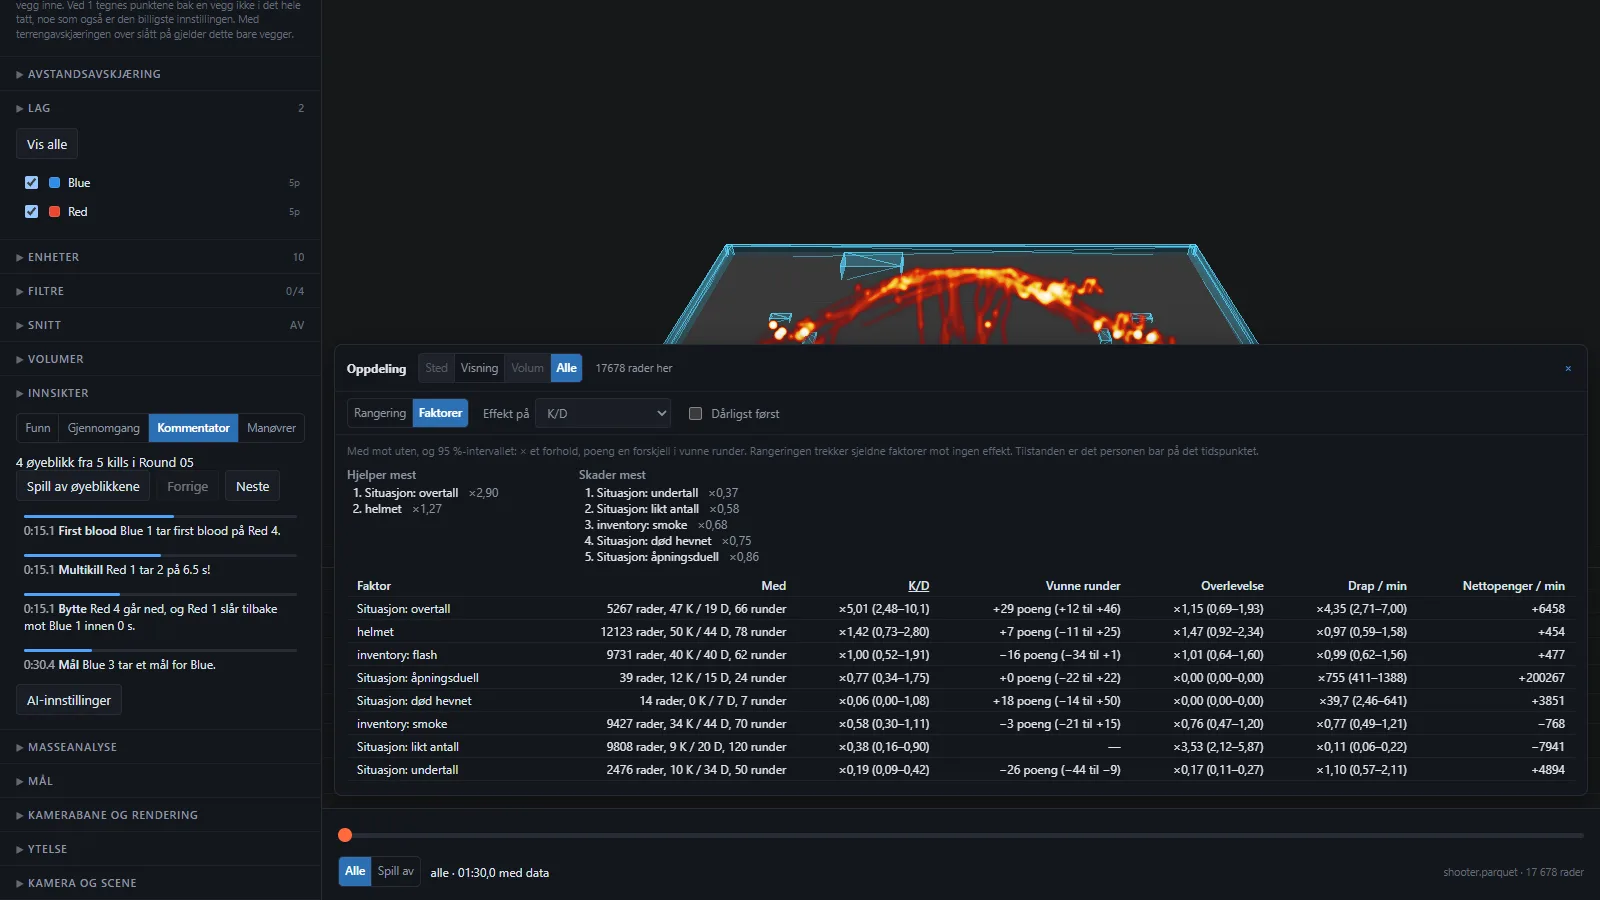 vegg inne. Ved 1 tegnes punktene bak en vegg ikke i det hele
tatt, noe som også er den billigste innstillingen. Med
terrengavskjæringen over slått på gjelder dette bare vegger.
AVSTANDSAVSKJÆRING
LAG 2
Vis alle
Blue 5p
Red 5p
ENHETER 10
FILTRE 0/4
SNITT AV
VOLUMER
INNSIKTER
Funn Gjennomgang Kommentator Manøvrer
4 øyeblikk fra 5 kills i Round 05
Spill av øyeblikkene Forrige Neste
0:15.1 First blood Blue 1 tar first blood på Red 4.
0:15.1 Multikill Red 1 tar 2 på 6.5 s!
0:15.1 Bytte Red 4 går ned, og Red 1 slår tilbake
mot Blue 1 innen 0 s.
0:30.4 Mål Blue 3 tar et mål for Blue.
AI-innstillinger
MASSEANALYSE
MÅL
KAMERABANE OG RENDERING
YTELSE
KAMERA OG SCENE
Oppdeling Sted Visning Volum Alle 17678 rader her ×
Rangering Faktorer Effekt på K/D Dårligst først
Med mot uten, og 95 %-intervallet: × et forhold, poeng en forskjell i vunne runder. Rangeringen trekker sjeldne faktorer mot ingen effekt. Tilstanden er det personen bar på det tidspunktet.
Hjelper mest
1. Situasjon: overtall ×2,90
2. helmet ×1,27
Skader mest
1. Situasjon: undertall ×0,37
2. Situasjon: likt antall ×0,58
3. inventory: smoke ×0,68
4. Situasjon: død hevnet ×0,75
5. Situasjon: åpningsduell ×0,86
Faktor Med K/D Vunne runder Overlevelse Drap / min Nettopenger / min
Situasjon: overtall 5267 rader, 47 K / 19 D, 66 runder ×5,01 (2,48–10,1) +29 poeng (+12 til +46) ×1,15 (0,69–1,93) ×4,35 (2,71–7,00) +6458
helmet 12123 rader, 50 K / 44 D, 78 runder ×1,42 (0,73–2,80) +7 poeng (−11 til +25) ×1,47 (0,92–2,34) ×0,97 (0,59–1,58) +454
inventory: flash 9731 rader, 40 K / 40 D, 62 runder ×1,00 (0,52–1,91) −16 poeng (−34 til +1) ×1,01 (0,64–1,60) ×0,99 (0,62–1,56) +477
Situasjon: åpningsduell 39 rader, 12 K / 15 D, 24 runder ×0,77 (0,34–1,75) +0 poeng (−22 til +22) ×0,00 (0,00–0,00) ×755 (411–1388) +200267
Situasjon: død hevnet 14 rader, 0 K / 7 D, 7 runder ×0,06 (0,00–1,08) +18 poeng (−14 til +50) ×0,00 (0,00–0,00) ×39,7 (2,46–641) +3851
inventory: smoke 9427 rader, 34 K / 44 D, 70 runder ×0,58 (0,30–1,11) −3 poeng (−21 til +15) ×0,76 (0,47–1,20) ×0,77 (0,49–1,21) −768
Situasjon: likt antall 9808 rader, 9 K / 20 D, 120 runder ×0,38 (0,16–0,90) — ×3,53 (2,12–5,87) ×0,11 (0,06–0,22) −7941
Situasjon: undertall 2476 rader, 10 K / 34 D, 50 runder ×0,19 (0,09–0,42) −26 poeng (−44 til −9) ×0,17 (0,11–0,27) ×1,10 (0,57–2,11) +4894
Alle Spill av alle · 01:30,0 med data shooter.parquet · 17 678 rader